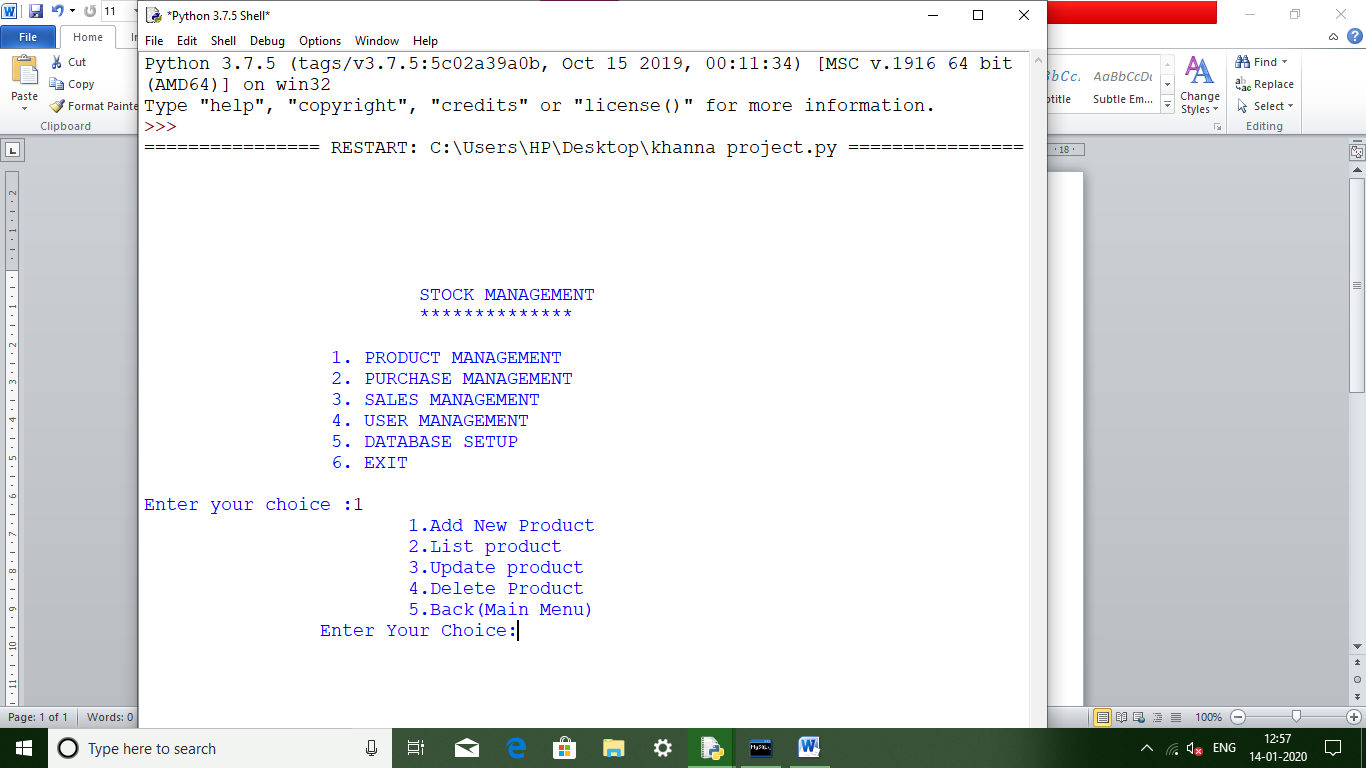 11
*Python 3.7.5 Shell*
File
Home
File Edit Shell Debug Options Window Help
Cut
Copy
Format Painte
Paste
Clipboard
Python 3.7.5 (tags/v3.7.5:5c02a39a0b, Oct 15 2019, 00:11:34) [MSC v.1916 64 bit
(AMD64)] on win32
Type "help", "copyright", "credits" or "license()" for more information.
>>>
================ RESTART: C:\Users\HP\Desktop\khanna project.py ================
STOCK MANAGEMENT
**************
1. PRODUCT MANAGEMENT
2. PURCHASE MANAGEMENT
3. SALES MANAGEMENT
4. USER MANAGEMENT
5. DATABASE SETUP
6. EXIT
Enter your choice :1
1.Add New Product
2.List product
3.Update product
4.Delete Product
5.Back(Main Menu)
Enter Your Choice:
AaBbCcDc
btitle Subtle Em...
Change
Styles
Find
Replace
Select
Editing
18
Page: 1 of 1 Words: 0
100%
Type here to search
MySQL
ENG
12:57
14-01-2020